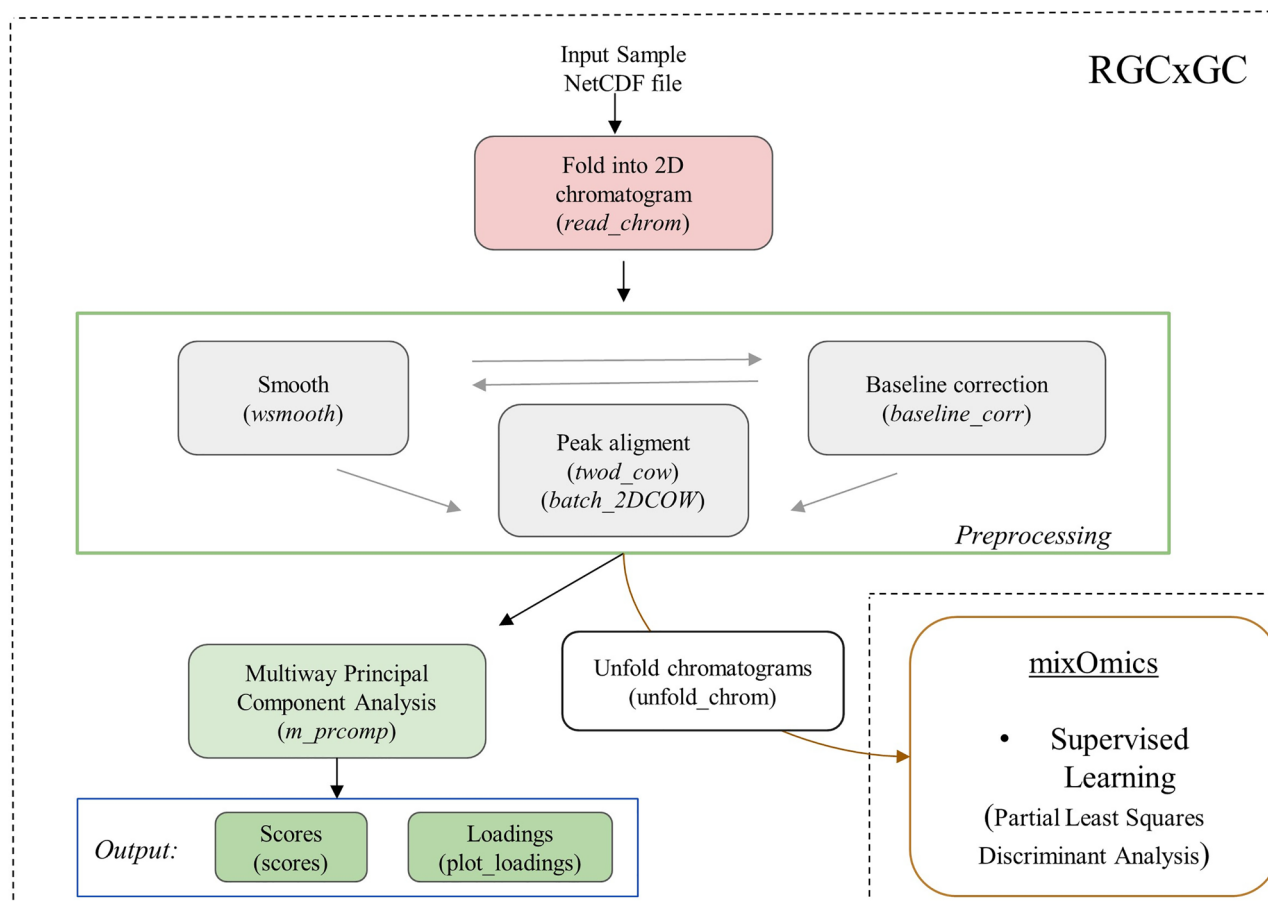 RGCxGC
Input Sample
NetCDF file
Fold into 2D
chromatogram
(read_chrom)
Smooth
(wsmooth)
Baseline correction
(baseline_corr)
Peak aligment
(twod_cow)
(batch_2DCOW)
Preprocessing
Multiway Principal
Component Analysis
(m_prcomp)
Unfold chromatograms
(unfold_chrom)
mixOmics
• Supervised
Learning
(Partial Least Squares
Discriminant Analysis)
Output:
Scores
(scores)
Loadings
(plot_loadings)